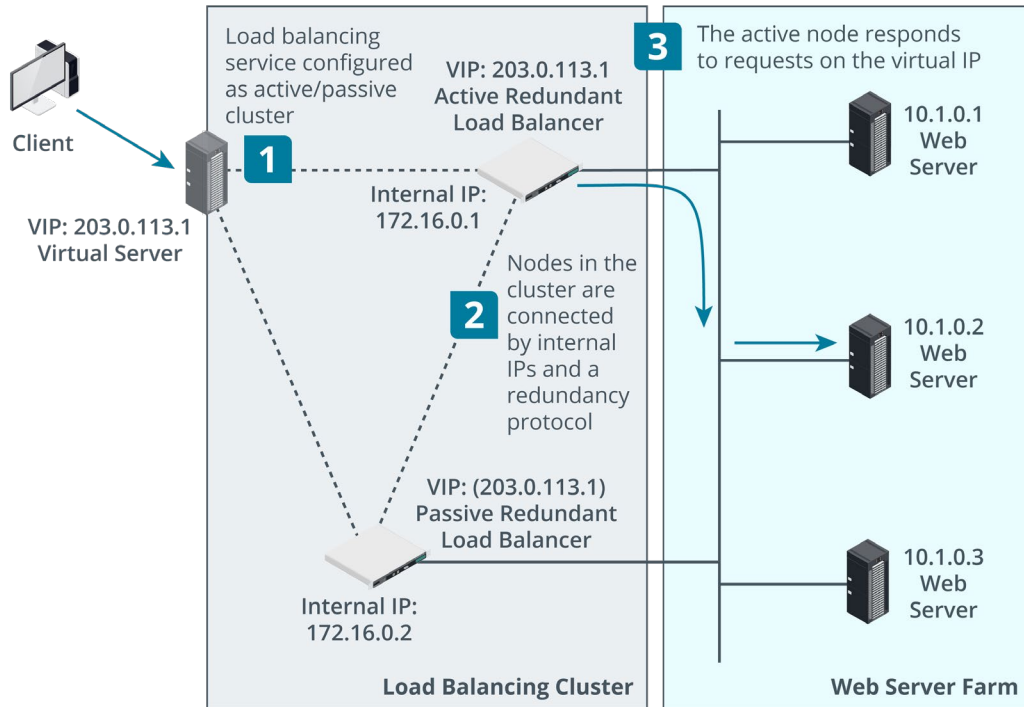 Client
VIP: 203.0.113.1
Virtual Server
Load balancing
service configured
as active/passive
cluster
1
VIP: 203.0.113.1
Active Redundant
Load Balancer
Internal IP:
172.16.0.1
2
Nodes in the
cluster are
connected
by internal
IPs and a
redundancy
protocol
VIP: (203.0.113.1)
Passive Redundant
Load Balancer
Internal IP:
172.16.0.2
Load Balancing Cluster
3
The active node responds
to requests on the virtual IP
10.1.0.1
Web
Server
10.1.0.2
Web
Server
10.1.0.3
Web
Server
Web Server Farm